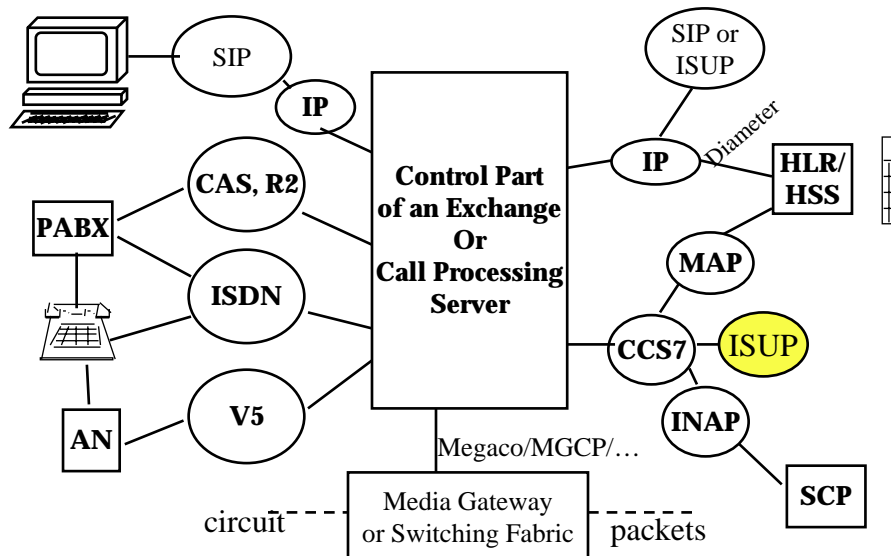 SIP
IP
CAS, R2
PABX
ISDN
V5
AN
Control Part
of an Exchange
Or
Call Processing
Server
SIP or
ISUP
IP
Diameter
HLR/
HSS
MAP
CCS7
ISUP
INAP
SCP
Megaco/MGCP/…
Media Gateway
or Switching Fabric
circuit
packets